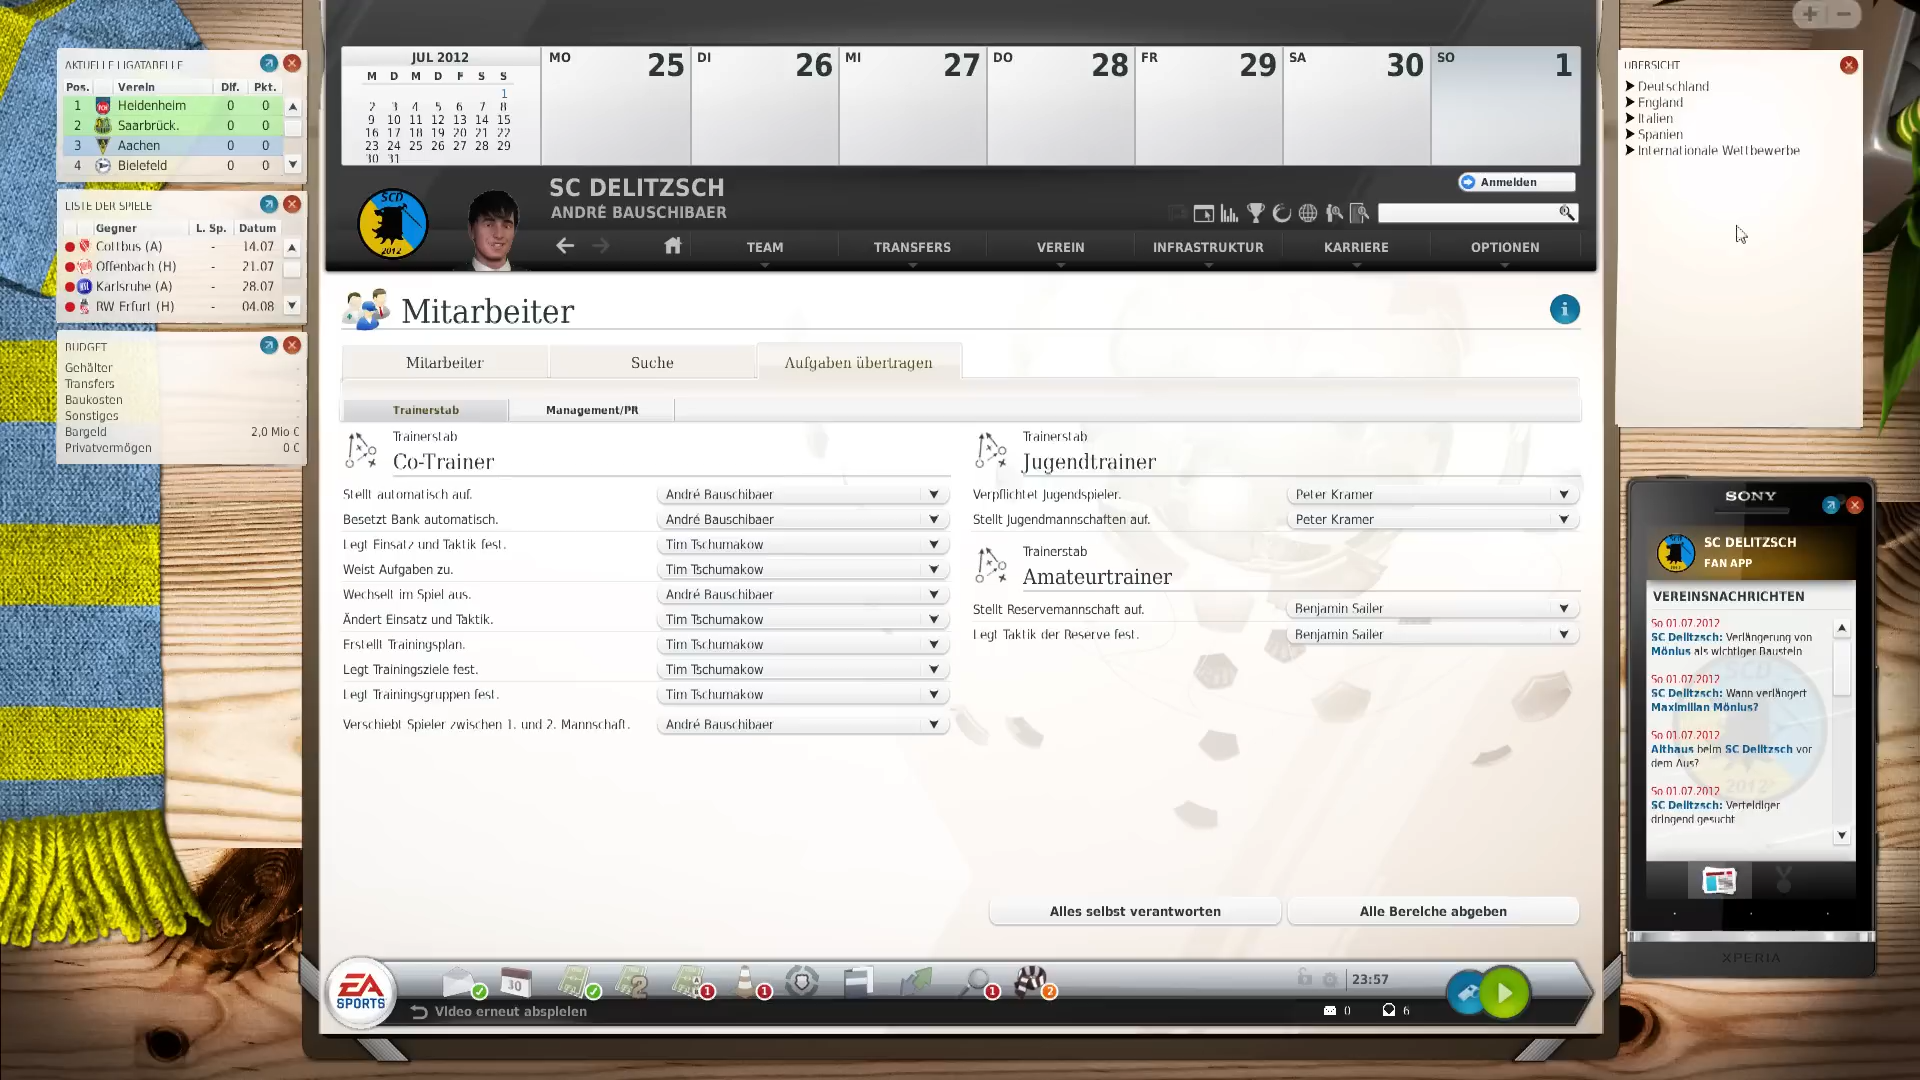 AKTUELLE LIGATABELLE
Pos. Verein Dif. Pkt.
1 Heidenheim 0 0
2 Saarbrück. 0 0
3 Aachen 0 0
4 Bielefeld 0 0
LISTE DER SPIELE
Gegner L. Sp. Datum
Cottbus (A) - 14.07
Offenbach (H) - 21.07
Karlsruhe (A) - 28.07
RW Erfurt (H) - 04.08
BUDGET
Gehälter -
Transfers -
Baukosten -
Sonstiges -
Bargeld 2,0 Mio €
Privatvermögen 0 €
JUL 2012
M D M D F S S
1
2 3 4 5 6 7 8
9 10 11 12 13 14 15
16 17 18 19 20 21 22
23 24 25 26 27 28 29
30 31
MO 25 DI 26 MI 27 DO 28 FR 29 SA 30 SO 1
SCD
2012
SC DELITZSCH
ANDRÉ BAUSCHIBAER
Anmelden
TEAM TRANSFERS VEREIN INFRASTRUKTUR KARRIERE OPTIONEN
Mitarbeiter
i
Mitarbeiter Suche Aufgaben übertragen
Trainerstab Management/PR
Trainerstab
Co-Trainer
Stellt automatisch auf. André Bauschibaer
Besetzt Bank automatisch. André Bauschibaer
Legt Einsatz und Taktik fest. Tim Tschumakow
Weist Aufgaben zu. Tim Tschumakow
Wechselt im Spiel aus. André Bauschibaer
Ändert Einsatz und Taktik. Tim Tschumakow
Erstellt Trainingsplan. Tim Tschumakow
Legt Trainingsziele fest. Tim Tschumakow
Legt Trainingsgruppen fest. Tim Tschumakow
Verschiebt Spieler zwischen 1. und 2. Mannschaft. André Bauschibaer
Trainerstab
Jugendtrainer
Verpflichtet Jugendspieler. Peter Kramer
Stellt Jugendmannschaften auf. Peter Kramer
Trainerstab
Amateurtrainer
Stellt Reservemannschaft auf. Benjamin Sailer
Legt Taktik der Reserve fest. Benjamin Sailer
Alles selbst verantworten Alle Bereiche abgeben
EA
SPORTS
30
2
1
1
1
2
23:57
Video erneut abspielen
0 6
ÜBERSICHT
Deutschland
England
Italien
Spanien
Internationale Wettbewerbe
SONY
SC DELITZSCH
FAN APP
VEREINSNACHRICHTEN
So 01.07.2012
SC Delitzsch: Verlängerung von
Mönius als wichtiger Baustein
So 01.07.2012
SC Delitzsch: Wann verlängert
Maximilian Mönius?
So 01.07.2012
Althaus beim SC Delitzsch vor
dem Aus?
So 01.07.2012
SC Delitzsch: Verteidiger
dringend gesucht
XPERIA